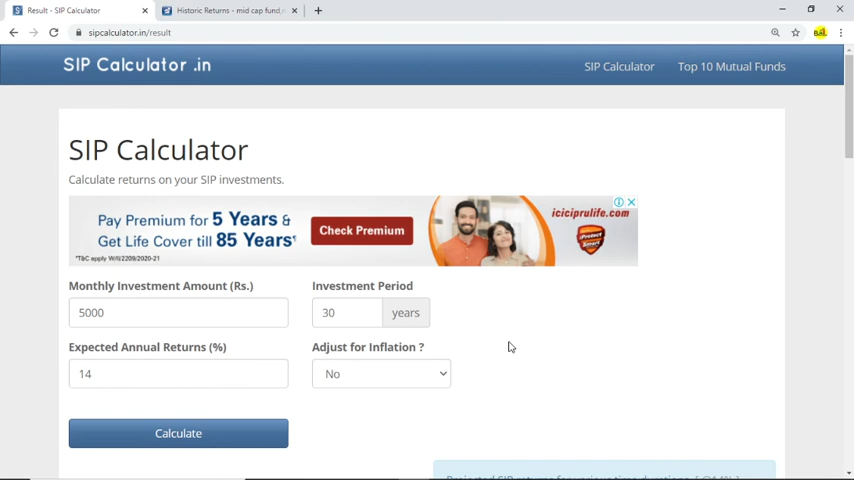 Result - SIP Calculator
Historic Returns - mid cap fund,
sipcalculator.in/result
SIP Calculator .in
SIP Calculator
Top 10 Mutual Funds
SIP Calculator
Calculate returns on your SIP investments.
Pay Premium for 5 Years &
Get Life Cover till 85 Years
Check Premium
iciciprulife.com
iProtect
Smart
Monthly Investment Amount (Rs.)
Investment Period
5000
30
years
Expected Annual Returns (%)
Adjust for Inflation ?
14
No
Calculate